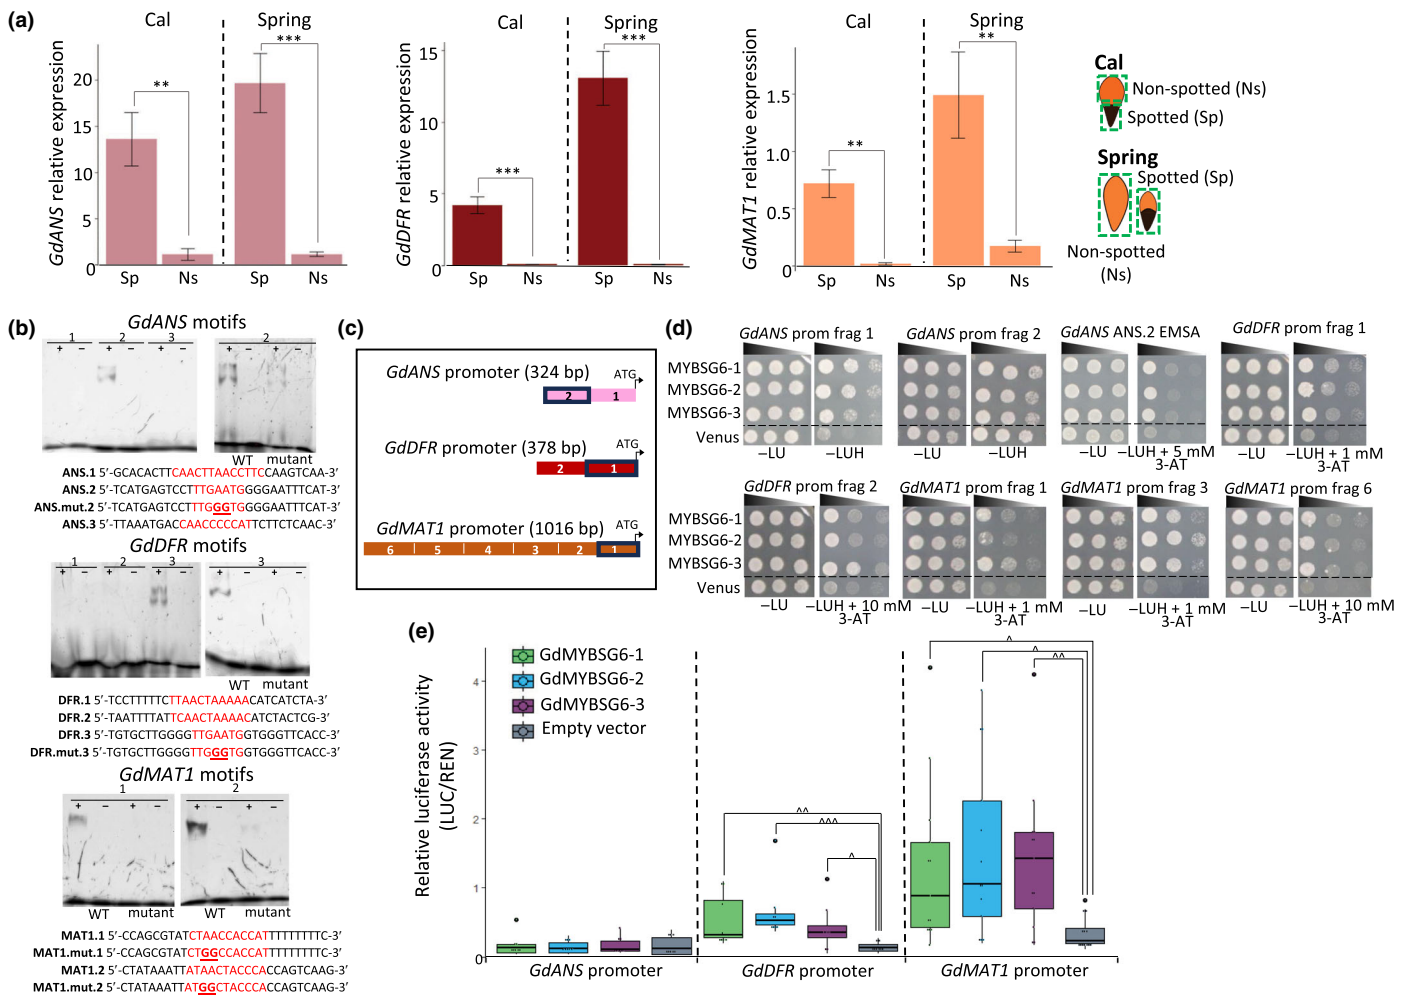 (a)
Cal Spring
GdANS relative expression
***
**
20
15
10
5
0
Sp Ns Sp Ns
Cal Spring
GdDFR relative expression
***
***
15
10
5
0
Sp Ns Sp Ns
Cal Spring
GdMAT1 relative expression
**
**
1.5
1.0
0.5
0
Sp Ns Sp Ns
Cal
Non-spotted (Ns)
Spotted (Sp)
Spring
Spotted (Sp)
Non-spotted
(Ns)
(b)
GdANS motifs
1 2 3 2
+ − + − + − + − + −
WT mutant
ANS.1 5′-GCACACTTCAACTTAACCTTCCAAGTCAA-3′
ANS.2 5′-TCATGAGTCCTTTGAATGGGGAATTTCAT-3′
ANS.mut.2 5′-TCATGAGTCCTTTGGGTGGGGAATTTCAT-3′
ANS.3 5′-TTAAATGACCAACCCCCATTCTTCTCAAC-3′
GdDFR motifs
1 2 3 3
+ − + − + − + − + −
WT mutant
DFR.1 5′-TCCTTTTTCTTAACTAAAAACATCATCTA-3′
DFR.2 5′-TAATTTTATTCAACTAAAACATCTACTCG-3′
DFR.3 5′-TGTGCTTGGGGTTGAATGGTGGGTTCACC-3′
DFR.mut.3 5′-TGTGCTTGGGGTTGGGTGGTGGGTTCACC-3′
GdMAT1 motifs
1 2
+ − + − + − + −
WT mutant WT mutant
MAT1.1 5′-CCAGCGTATCTAACCACCATTTTTTTTTC-3′
MAT1.mut.1 5′-CCAGCGTATCTGGCCACCATTTTTTTTTC-3′
MAT1.2 5′-CTATAAATTATAACTACCCACCAGTCAAG-3′
MAT1.mut.2 5′-CTATAAATTATGGCTACCCACCAGTCAAG-3′
(c)
GdANS promoter (324 bp) ATG
2 1
GdDFR promoter (378 bp) ATG
2 1
GdMAT1 promoter (1016 bp) ATG
6 5 4 3 2 1
(d)
GdANS prom frag 1 GdANS prom frag 2 GdANS ANS.2 EMSA GdDFR prom frag 1
MYBSG6-1
MYBSG6-2
MYBSG6-3
Venus
−LU −LUH −LU −LUH −LU −LUH + 5 mM 3-AT −LU −LUH + 1 mM 3-AT
GdDFR prom frag 2 GdMAT1 prom frag 1 GdMAT1 prom frag 3 GdMAT1 prom frag 6
MYBSG6-1
MYBSG6-2
MYBSG6-3
Venus
−LU −LUH + 10 mM 3-AT −LU −LUH + 1 mM 3-AT −LU −LUH + 1 mM 3-AT −LU −LUH + 10 mM 3-AT
(e)
Relative luciferase activity
(LUC/REN)
4
3
2
1
0
GdMYBSG6-1
GdMYBSG6-2
GdMYBSG6-3
Empty vector
^^
^^^
^
^
^
^^
GdANS promoter GdDFR promoter GdMAT1 promoter